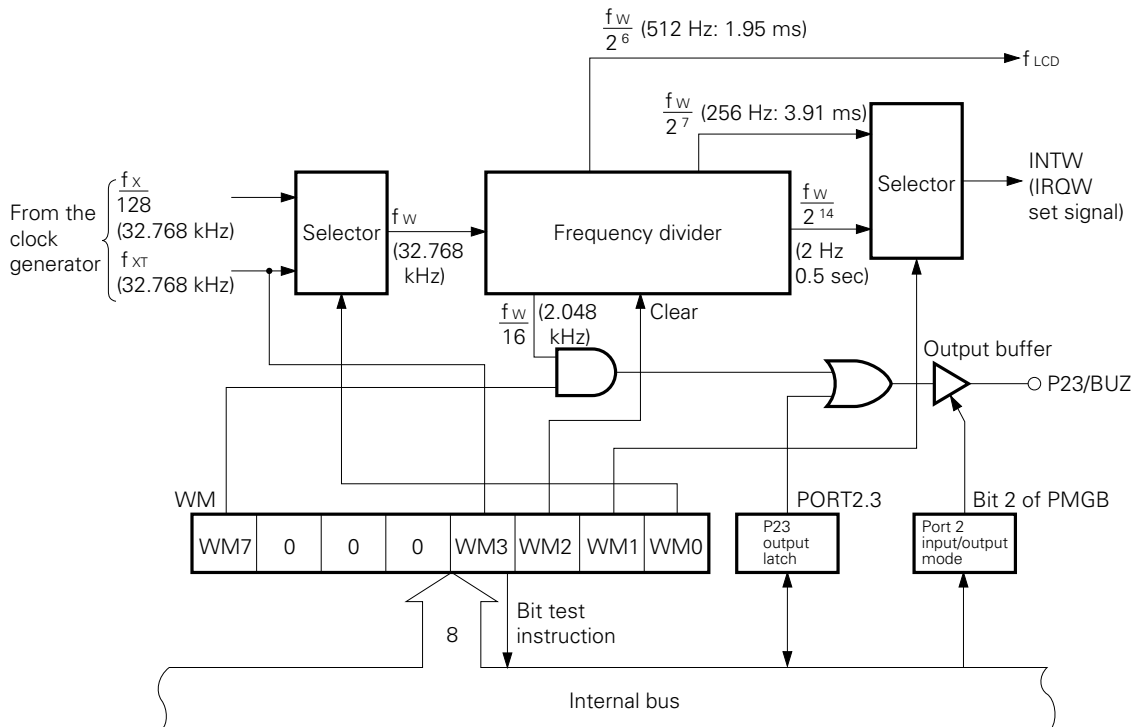 fW/2^6 (512 Hz: 1.95 ms)
fLCD
fW/2^7 (256 Hz: 3.91 ms)
From the
clock
generator
fX/128
(32.768 kHz)
fXT
(32.768 kHz)
Selector
fW
(32.768
kHz)
Frequency divider
fW/2^14
(2 Hz
0.5 sec)
Selector
INTW
(IRQW
set signal)
fW/16 (2.048
kHz)
Clear
Output buffer
P23/BUZ
WM
PORT2.3
Bit 2 of PMGB
WM7 0 0 0 WM3 WM2 WM1 WM0
P23
output
latch
Port 2
input/output
mode
8
Bit test
instruction
Internal bus